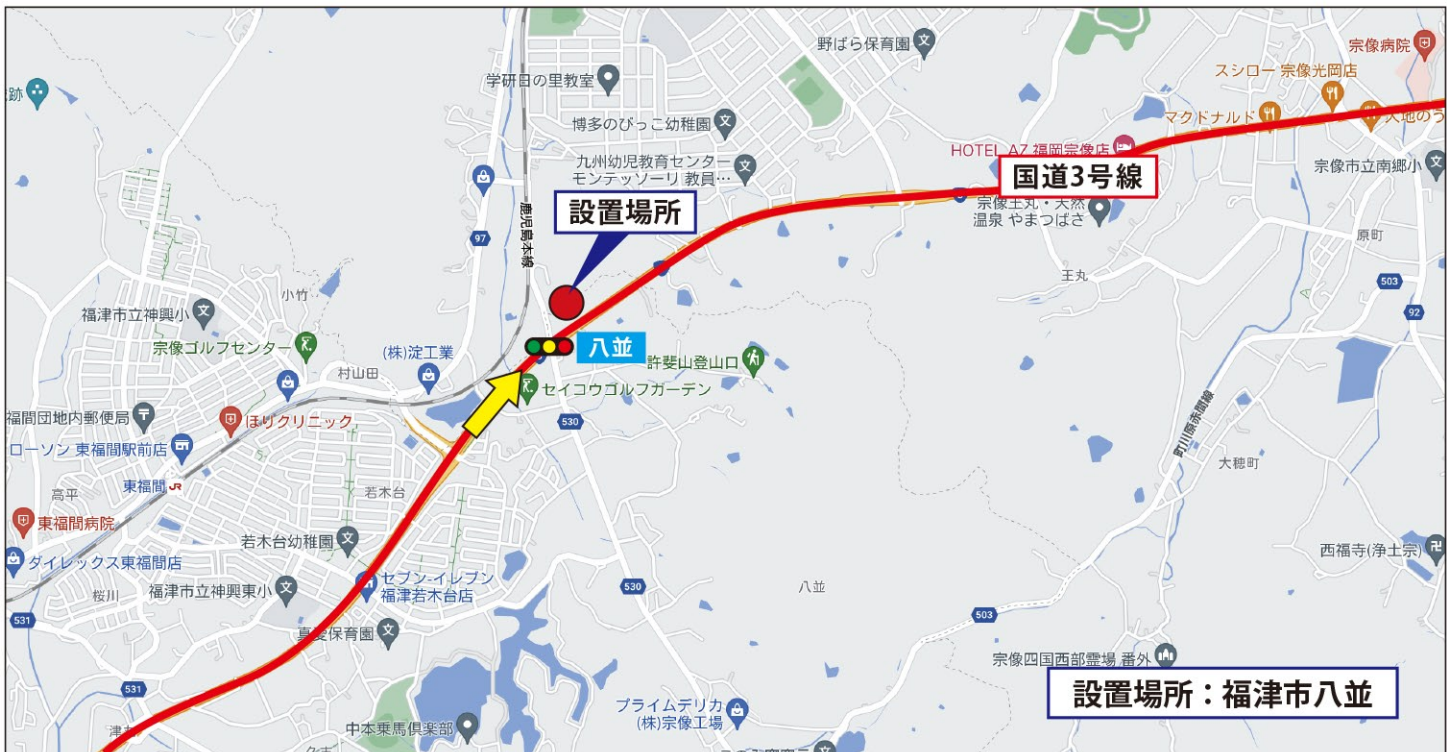 野ばら保育園
宗像病院
スシロー 宗像光岡店
学研日の里教室
跡
マクドナルド
博多のびっこ幼稚園
HOTEL AZ 福岡宗像店
九州幼児教育センター
モンテッソーリ 教員…
宗像市立南郷小
国道3号線
設置場所
宗像王丸・天然
温泉 やまつばさ
鹿児島本線
97
原町
王丸
503
92
小竹
福津市立神興小
宗像ゴルフセンター
(株)淀工業
八並
許斐山登山口
村山田
セイコウゴルフガーデン
福間団地内郵便局
ほりクリニック
530
ローソン 東福間駅前店
町川原赤間線
大穂町
東福間
JR
高平
若木台
東福間病院
若木台幼稚園
西福寺(浄土宗)
ダイレックス東福間店
セブン-イレブン
福津若木台店
福津市立神興東小
桜川
530
八並
503
531
真愛保育園
宗像四国西部霊場 番外
531
設置場所：福津市八並
プライムデリカ
(株)宗像工場
中本乗馬倶楽部